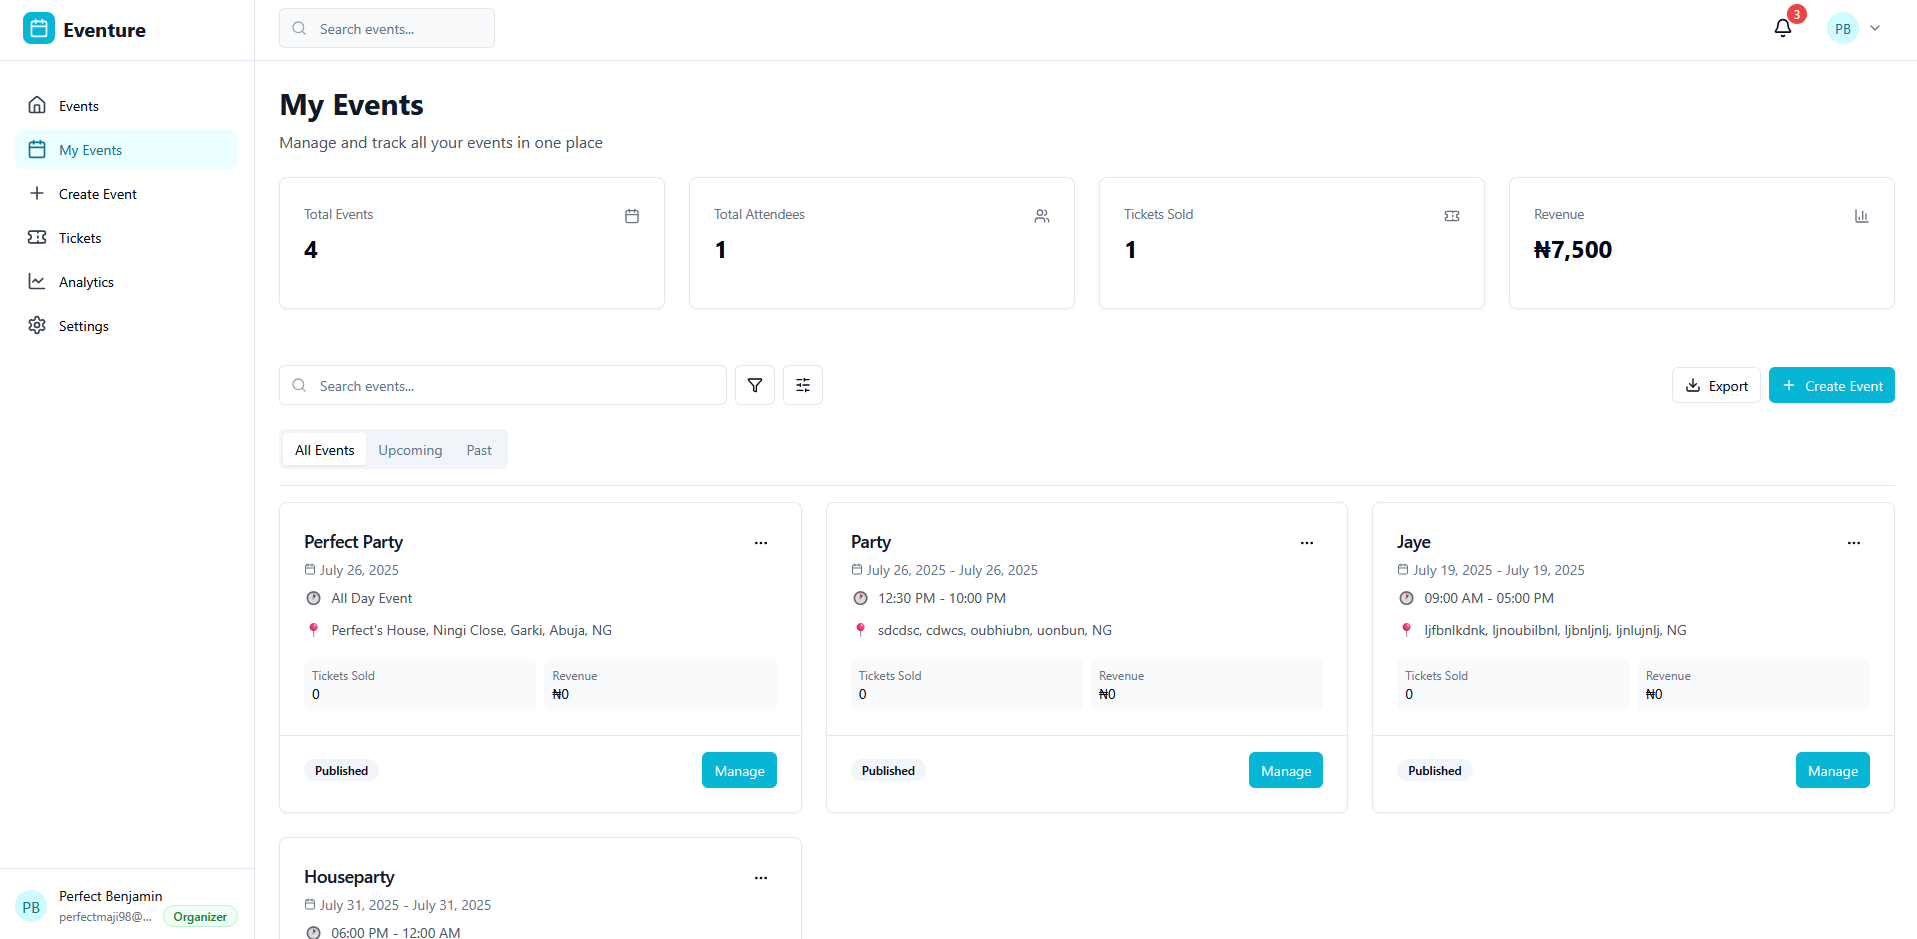 Eventure
Search events...
3
PB
Events
My Events
Create Event
Tickets
Analytics
Settings
My Events
Manage and track all your events in one place
Total Events
4
Total Attendees
1
Tickets Sold
1
Revenue
₦7,500
Search events...
Export
Create Event
All Events Upcoming Past
Perfect Party
July 26, 2025
All Day Event
Perfect's House, Ningi Close, Garki, Abuja, NG
Tickets Sold
0
Revenue
₦0
Published
Manage
Party
July 26, 2025 - July 26, 2025
12:30 PM - 10:00 PM
sdcdsc, cdwcs, oubhiubn, uonbun, NG
Tickets Sold
0
Revenue
₦0
Published
Manage
Jaye
July 19, 2025 - July 19, 2025
09:00 AM - 05:00 PM
ljfbnlkdnk, ljnoubilbnl, ljbnljnlj, ljnlujnlj, NG
Tickets Sold
0
Revenue
₦0
Published
Manage
Houseparty
July 31, 2025 - July 31, 2025
06:00 PM - 12:00 AM
PB
Perfect Benjamin
perfectmaji98@...
Organizer